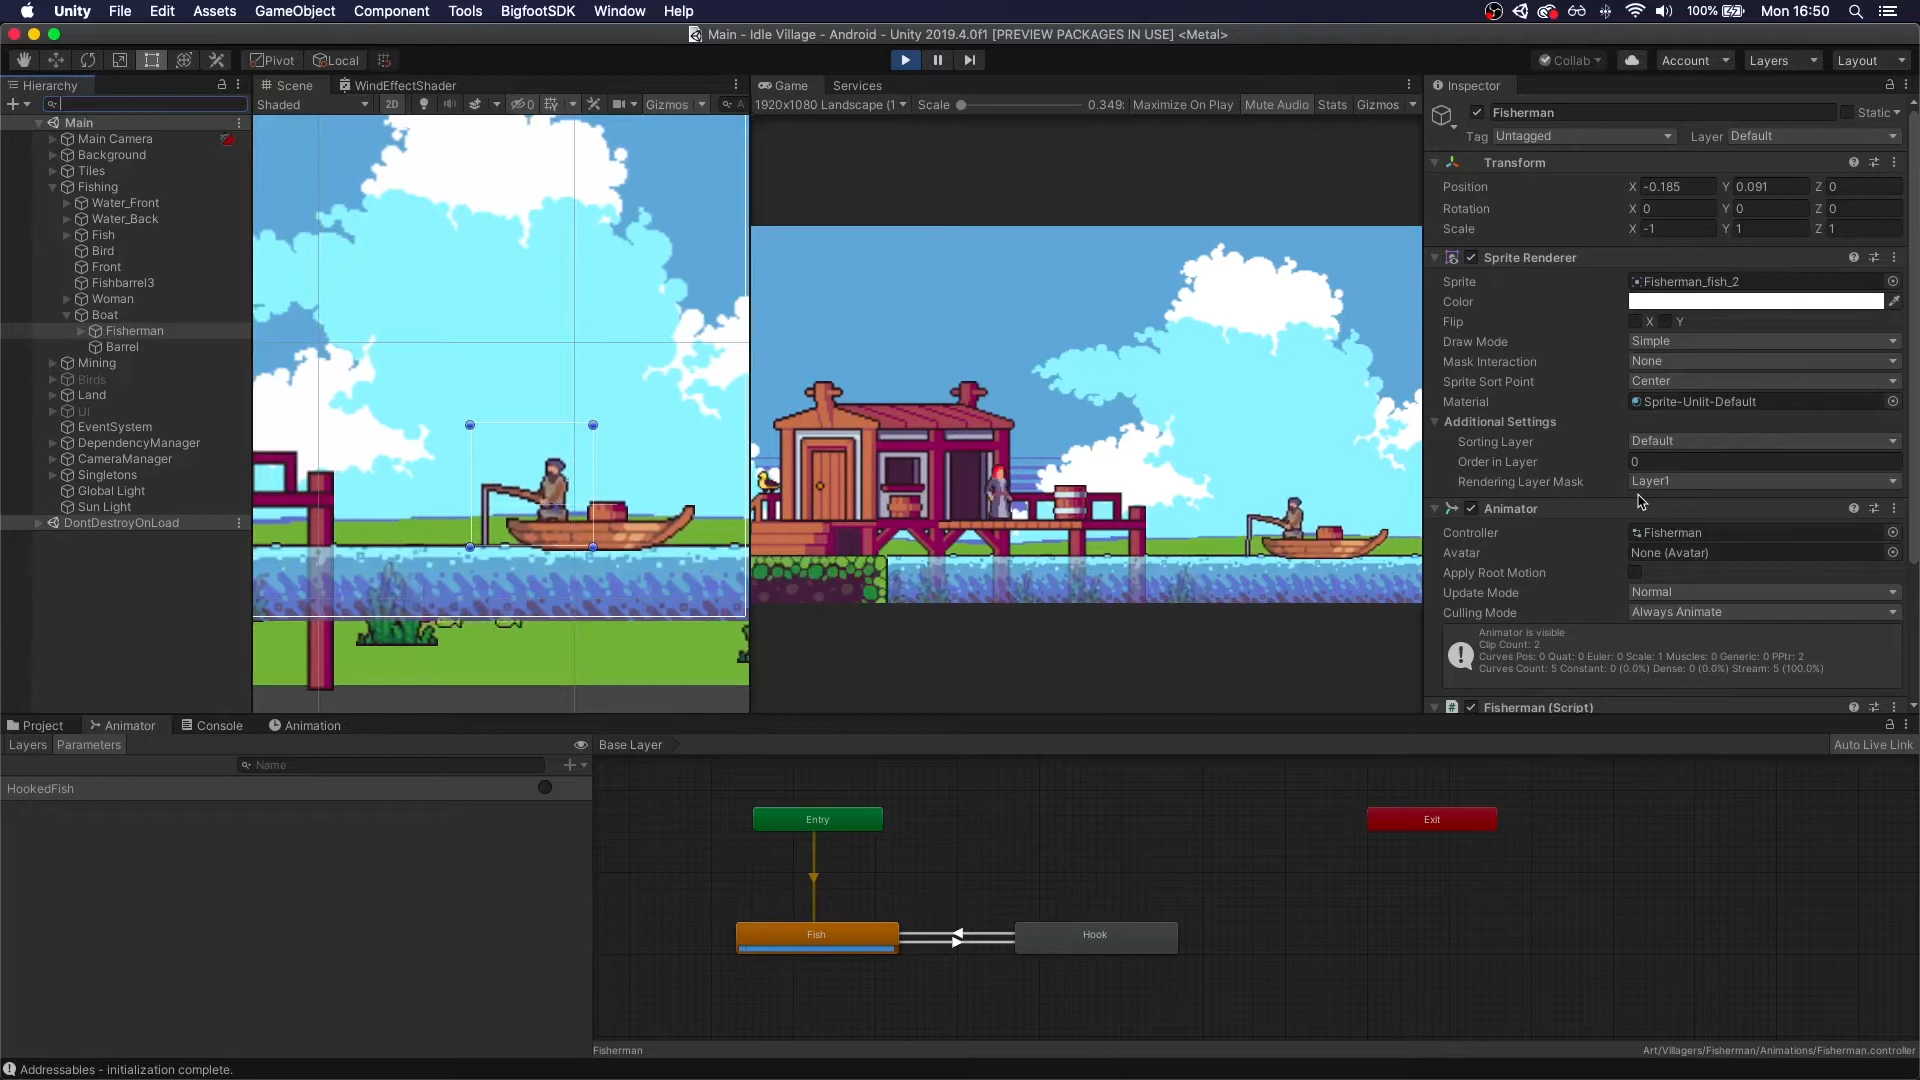 Unity File Edit Assets GameObject Component Tools BigfootSDK Window Help 100% Mon 16:50
Main - Idle Village - Android - Unity 2019.4.0f1 [PREVIEW PACKAGES IN USE] <Metal>
Pivot Local Collab Account Layers Layout
Hierarchy
Scene WindEffectShader
Shaded 2D 0 Gizmos A
Main
Main Camera
Background
Tiles
Fishing
Water_Front
Water_Back
Fish
Bird
Front
Fishbarrel3
Woman
Boat
Fisherman
Barrel
Mining
Birds
Land
UI
EventSystem
DependencyManager
CameraManager
Singletons
Global Light
Sun Light
DontDestroyOnLoad
Game Services
1920x1080 Landscape (1 Scale 0.349: Maximize On Play Mute Audio Stats Gizmos
Inspector
Fisherman Static
Tag Untagged Layer Default
Transform
Position X -0.185 Y 0.091 Z 0
Rotation X 0 Y 0 Z 0
Scale X -1 Y 1 Z 1
Sprite Renderer
Sprite Fisherman_fish_2
Color
Flip X Y
Draw Mode Simple
Mask Interaction None
Sprite Sort Point Center
Material Sprite-Unlit-Default
Additional Settings
Sorting Layer Default
Order in Layer 0
Rendering Layer Mask Layer1
Animator
Controller Fisherman
Avatar None (Avatar)
Apply Root Motion
Update Mode Normal
Culling Mode Always Animate
Animator is visible
Clip Count: 2
Curves Pos: 0 Quat: 0 Euler: 0 Scale: 1 Muscles: 0 Generic: 0 PPtr: 2
Curves Count: 5 Constant: 0 (0.0%) Dense: 0 (0.0%) Stream: 5 (100.0%)
Fisherman (Script)
Project Animator Console Animation
Layers Parameters Base Layer Auto Live Link
Name
HookedFish
Entry
Exit
Fish
Hook
Fisherman Art/Villagers/Fisherman/Animations/Fisherman.controller
Addressables - initialization complete.